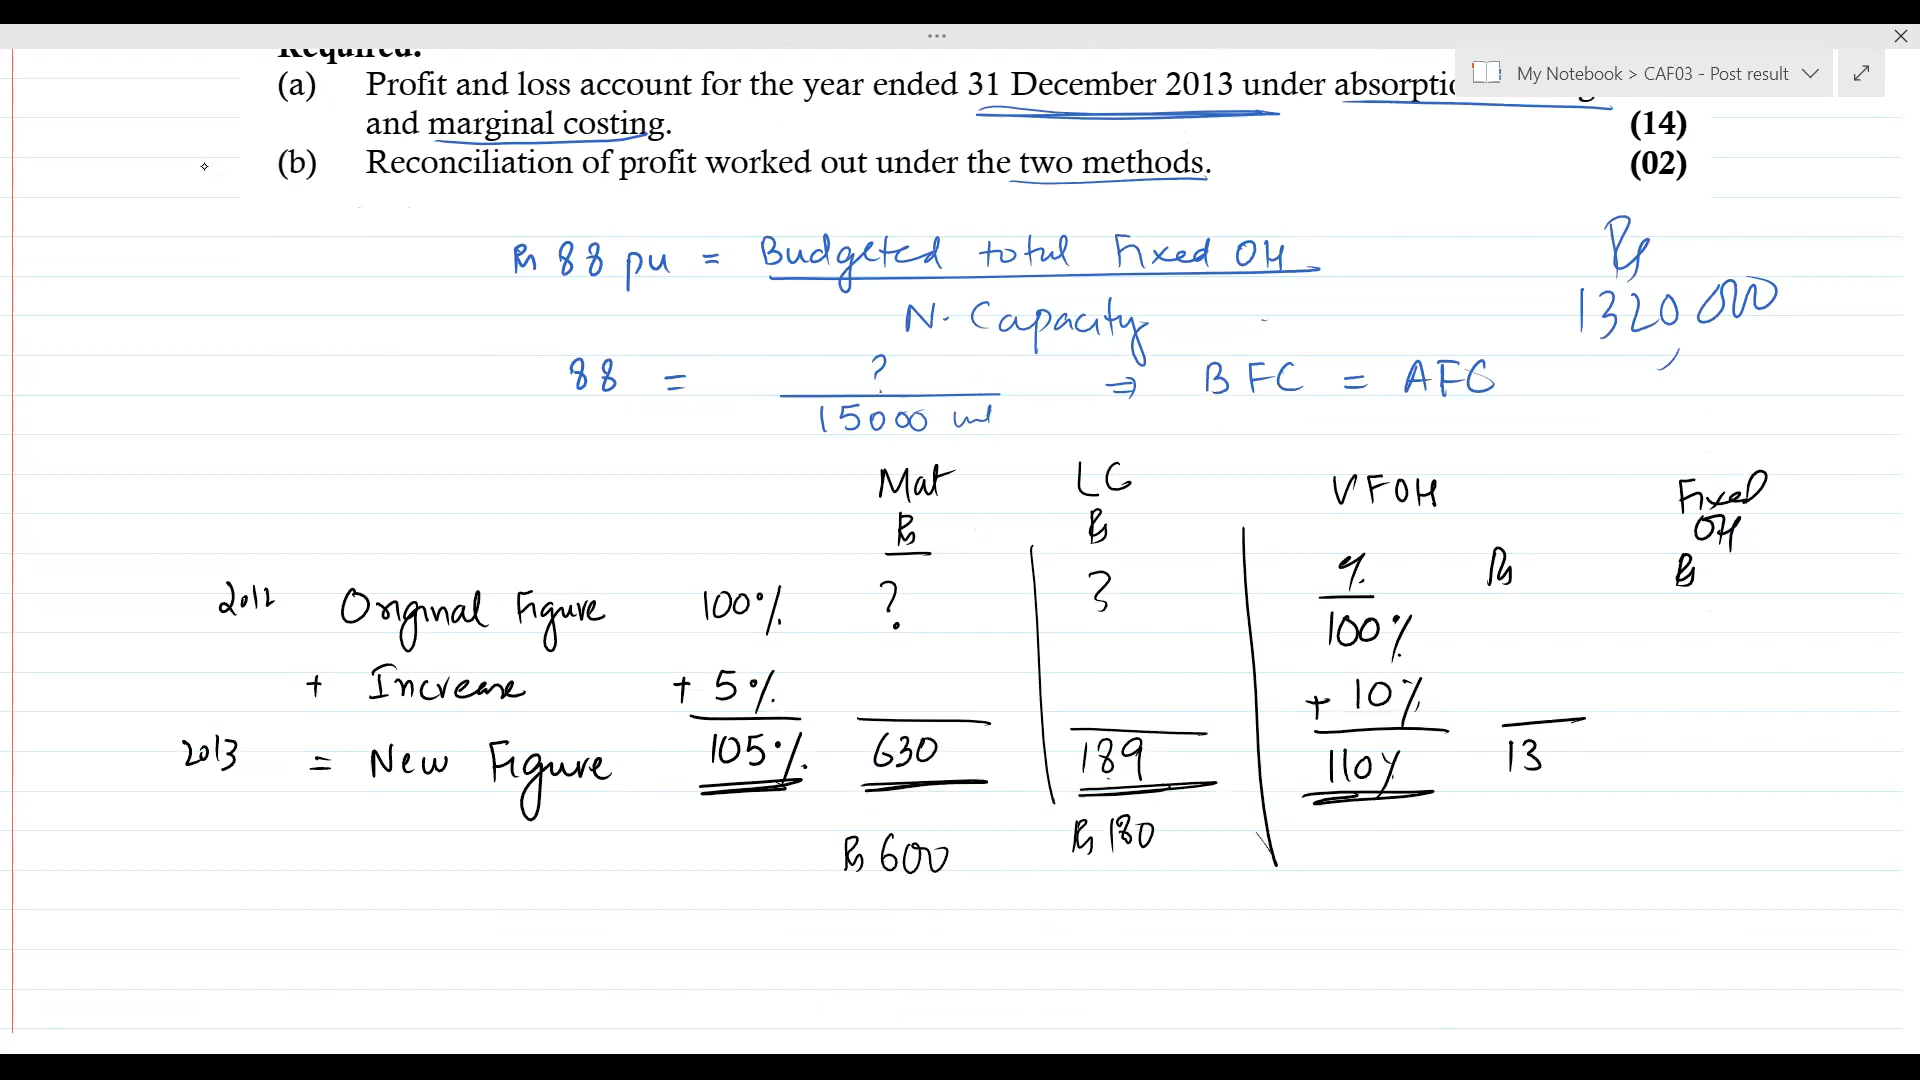 Required:
(a) Profit and loss account for the year ended 31 December 2013 under absorptio
My Notebook > CAF03 - Post result
and marginal costing. (14)
(b) Reconciliation of profit worked out under the two methods. (02)
Rs 88 pu = Budgeted total Fixed OH
N. Capacity
Rs
1320,000
88 = ?
15000 unt
⇒ BFC = AFC
Mat LC VFOH Fixed OH
Rs Rs % Rs Rs
2012 Original Figure 100% ? ? 100%
+ Increase + 5% + 10%
2013 = New Figure 105% 630 189 110% 13
Rs 600 Rs 180